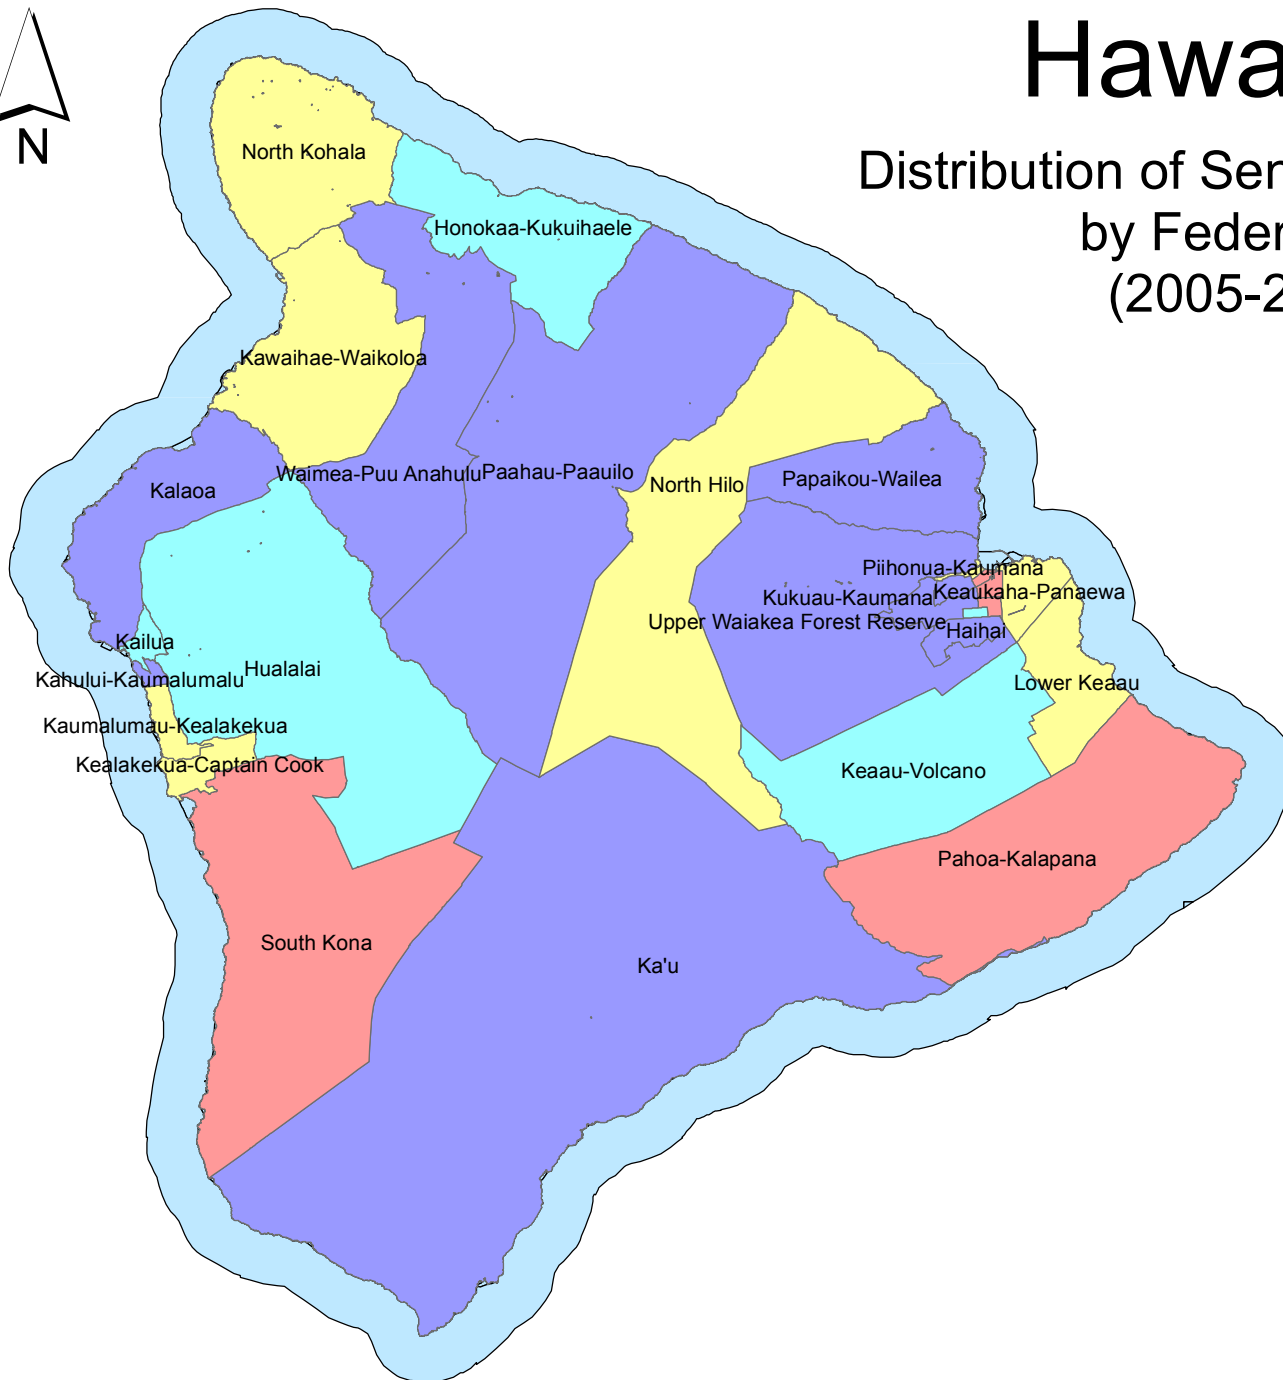 Hawa
N
Distribution of Sen
by Feder
(2005-2
North Kohala
Honokaa-Kukuihaele
Kawaihae-Waikoloa
Waimea-Puu Anahulu
Paahau-Paauilo
Kalaoa
North Hilo
Papaikou-Wailea
Piihonua-Kaumana
Keaukaha-Panaewa
Kukuau-Kaumana
Upper Waiakea Forest Reserve
Haihai
Kailua
Hualalai
Kahului-Kaumalumalu
Lower Keaau
Kaumalumau-Kealakekua
Kealakekua-Captain Cook
Keaau-Volcano
Pahoa-Kalapana
South Kona
Ka'u